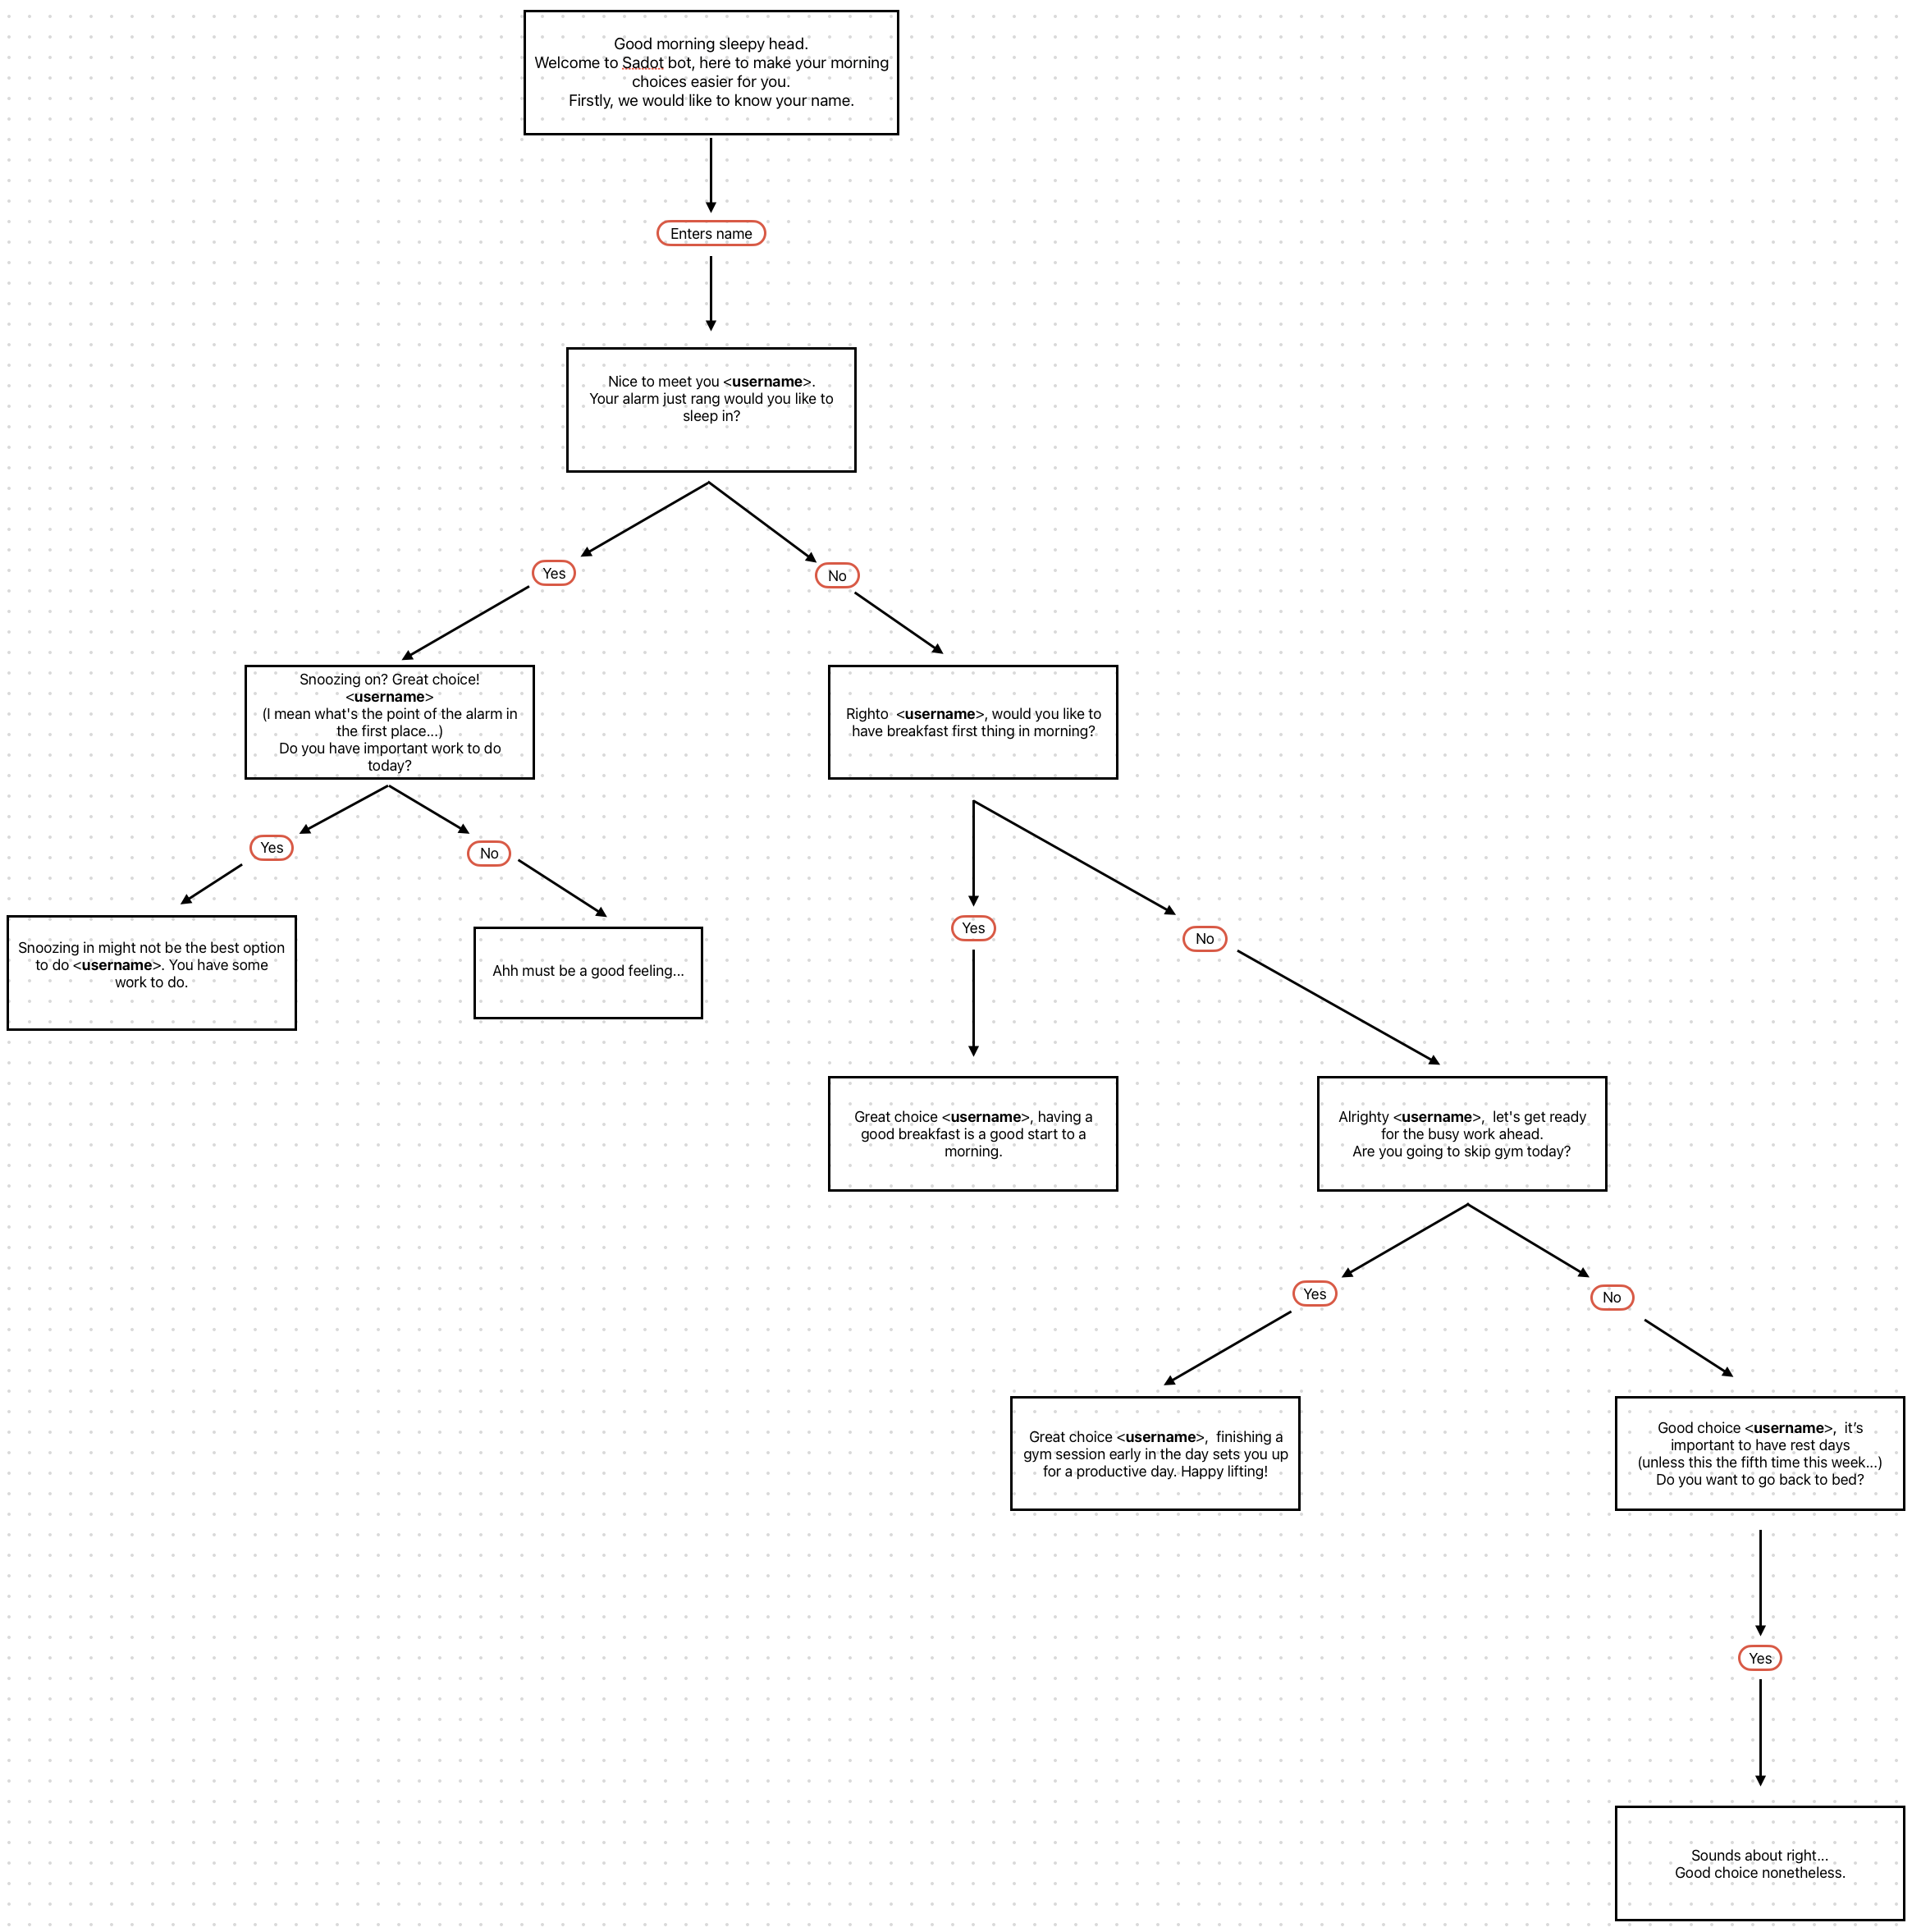 Good morning sleepy head.
Welcome to Sadot bot, here to make your morning
choices easier for you.
Firstly, we would like to know your name.
Enters name
Nice to meet you <username>.
Your alarm just rang would you like to
sleep in?
Yes
No
Snoozing on? Great choice!
<username>
(I mean what's the point of the alarm in
the first place...)
Do you have important work to do
today?
Righto  <username>, would you like to
have breakfast first thing in morning?
Yes
No
Yes
No
Snoozing in might not be the best option
to do <username>. You have some
work to do.
Ahh must be a good feeling...
Great choice <username>, having a
good breakfast is a good start to a
morning.
Alrighty <username>,  let's get ready
for the busy work ahead.
Are you going to skip gym today?
Yes
No
Great choice <username>,  finishing a
gym session early in the day sets you up
for a productive day. Happy lifting!
Good choice <username>,  it’s
important to have rest days
(unless this the fifth time this week...)
Do you want to go back to bed?
Yes
Sounds about right...
Good choice nonetheless.